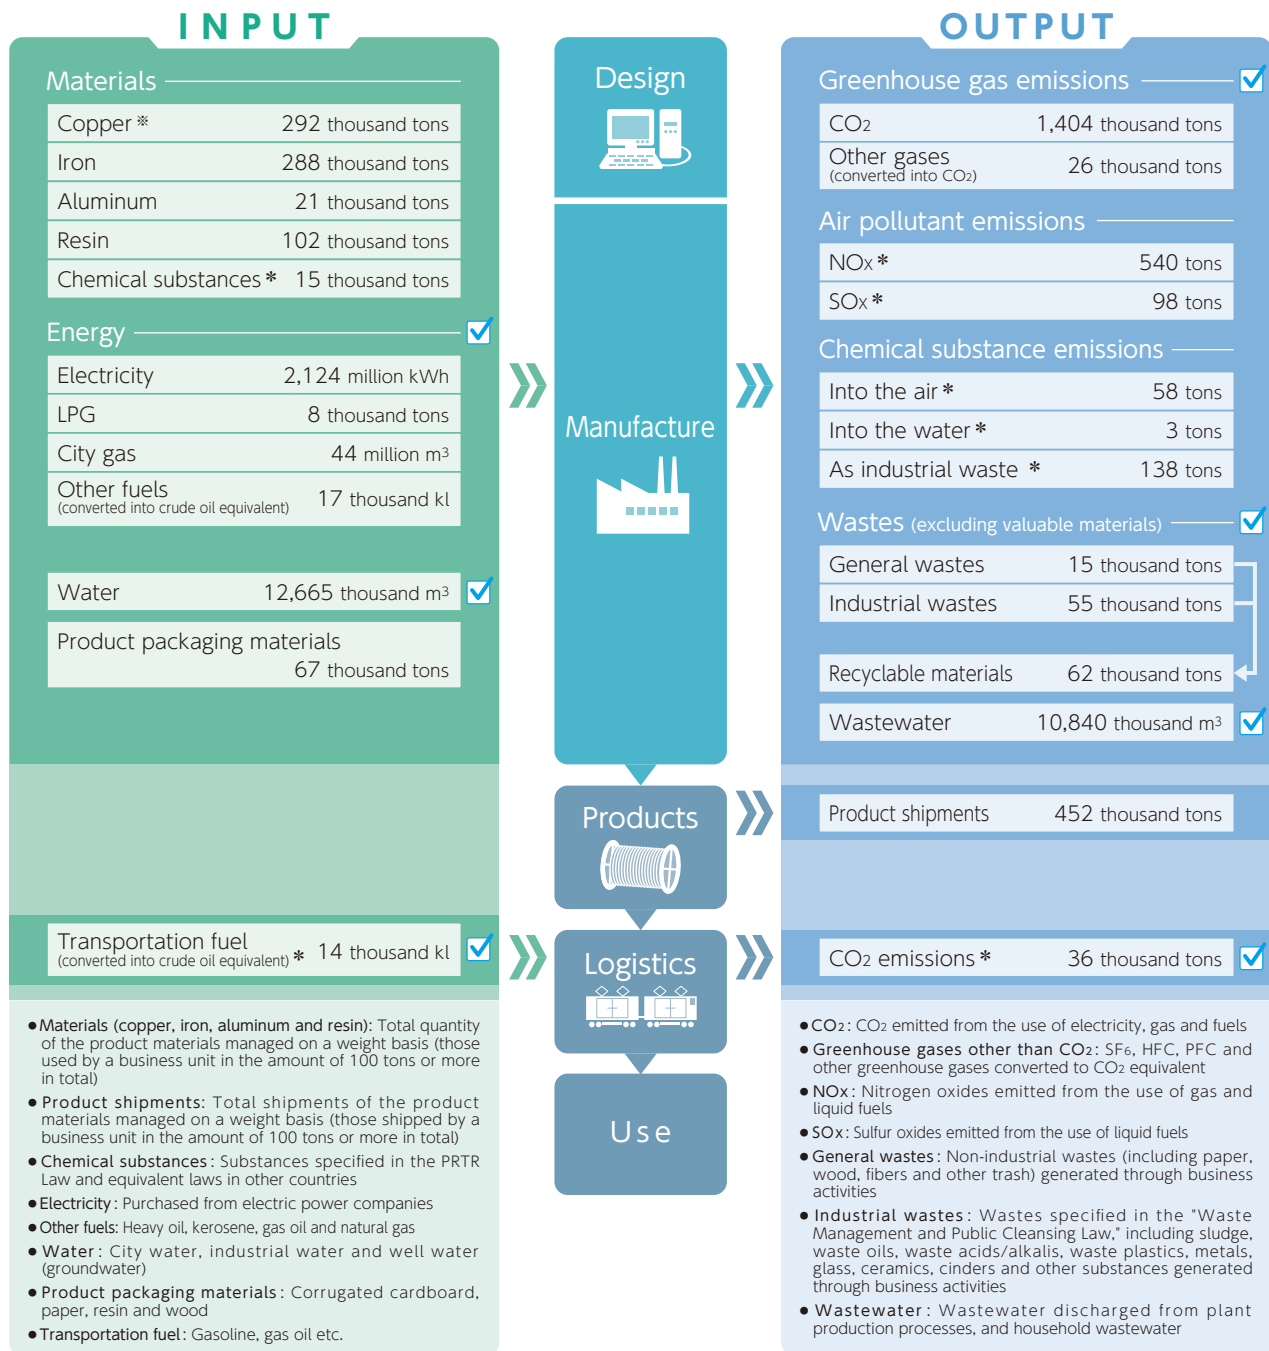 INPUT
Materials
Copper ※ 292 thousand tons
Iron 288 thousand tons
Aluminum 21 thousand tons
Resin 102 thousand tons
Chemical substances * 15 thousand tons
Energy
Electricity 2,124 million kWh
LPG 8 thousand tons
City gas 44 million m3
Other fuels
(converted into crude oil equivalent) 17 thousand kl
Water 12,665 thousand m3
Product packaging materials
67 thousand tons
Transportation fuel
(converted into crude oil equivalent) * 14 thousand kl
●Materials (copper, iron, aluminum and resin): Total quantity
of the product materials managed on a weight basis (those
used by a business unit in the amount of 100 tons or more
in total)
●Product shipments: Total shipments of the product
materials managed on a weight basis (those shipped by a
business unit in the amount of 100 tons or more in total)
●Chemical substances: Substances specified in the PRTR
Law and equivalent laws in other countries
●Electricity: Purchased from electric power companies
●Other fuels: Heavy oil, kerosene, gas oil and natural gas
●Water: City water, industrial water and well water
(groundwater)
●Product packaging materials: Corrugated cardboard,
paper, resin and wood
●Transportation fuel: Gasoline, gas oil etc.
Design
Manufacture
Products
Logistics
Use
OUTPUT
Greenhouse gas emissions
CO2 1,404 thousand tons
Other gases
(converted into CO2) 26 thousand tons
Air pollutant emissions
NOx * 540 tons
SOx * 98 tons
Chemical substance emissions
Into the air * 58 tons
Into the water * 3 tons
As industrial waste * 138 tons
Wastes (excluding valuable materials)
General wastes 15 thousand tons
Industrial wastes 55 thousand tons
Recyclable materials 62 thousand tons
Wastewater 10,840 thousand m3
Product shipments 452 thousand tons
CO2 emissions * 36 thousand tons
●CO2: CO2 emitted from the use of electricity, gas and fuels
●Greenhouse gases other than CO2: SF6, HFC, PFC and
other greenhouse gases converted to CO2 equivalent
●NOx: Nitrogen oxides emitted from the use of gas and
liquid fuels
●SOx: Sulfur oxides emitted from the use of liquid fuels
●General wastes: Non-industrial wastes (including paper,
wood, fibers and other trash) generated through business
activities
●Industrial wastes: Wastes specified in the "Waste
Management and Public Cleansing Law," including sludge,
waste oils, waste acids/alkalis, waste plastics, metals,
glass, ceramics, cinders and other substances generated
through business activities
●Wastewater: Wastewater discharged from plant
production processes, and household wastewater